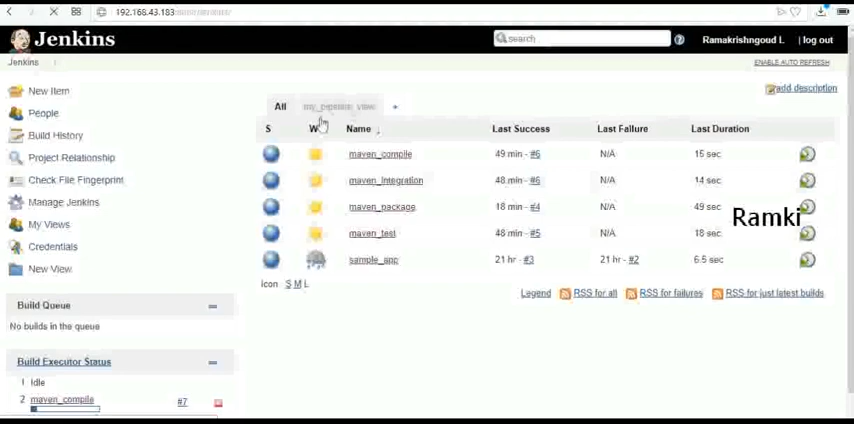 192.168.43.183
Jenkins
search
Ramakrishngoud I.
| log out
Jenkins
ENABLE AUTO REFRESH
New Item
People
Build History
Project Relationship
Check File Fingerprint
Manage Jenkins
My Views
Credentials
New View
Build Queue
No builds in the queue
Build Executor Status
1 Idle
2 maven_compile #7
add description
All my_pipeline_view +
S W Name ↓ Last Success Last Failure Last Duration
maven_compile 49 min - #6 N/A 15 sec
maven_Integration 48 min - #6 N/A 14 sec
maven_package 18 min - #4 N/A 49 sec
maven_test 48 min - #5 N/A 18 sec
sample_app 21 hr - #3 21 hr - #2 6.5 sec
Ramki
Icon: S M L
Legend RSS for all RSS for failures RSS for just latest builds